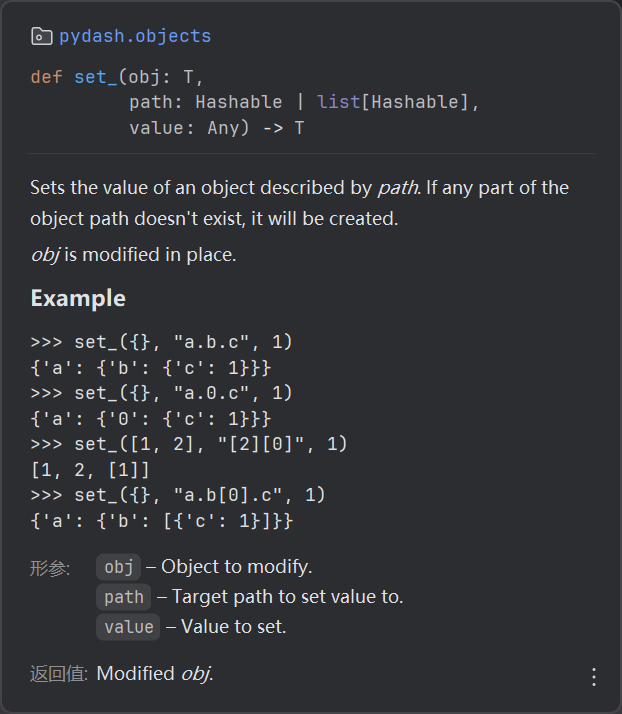 pydash.objects
def set_(obj: T,
         path: Hashable | list[Hashable],
         value: Any) -> T
Sets the value of an object described by path. If any part of the
object path doesn't exist, it will be created.
obj is modified in place.
Example
>>> set_({}, "a.b.c", 1)
{'a': {'b': {'c': 1}}}
>>> set_({}, "a.0.c", 1)
{'a': {'0': {'c': 1}}}
>>> set_([1, 2], "[2][0]", 1)
[1, 2, [1]]
>>> set_({}, "a.b[0].c", 1)
{'a': {'b': [{'c': 1}]}}
形参: obj – Object to modify.
path – Target path to set value to.
value – Value to set.
返回值: Modified obj.